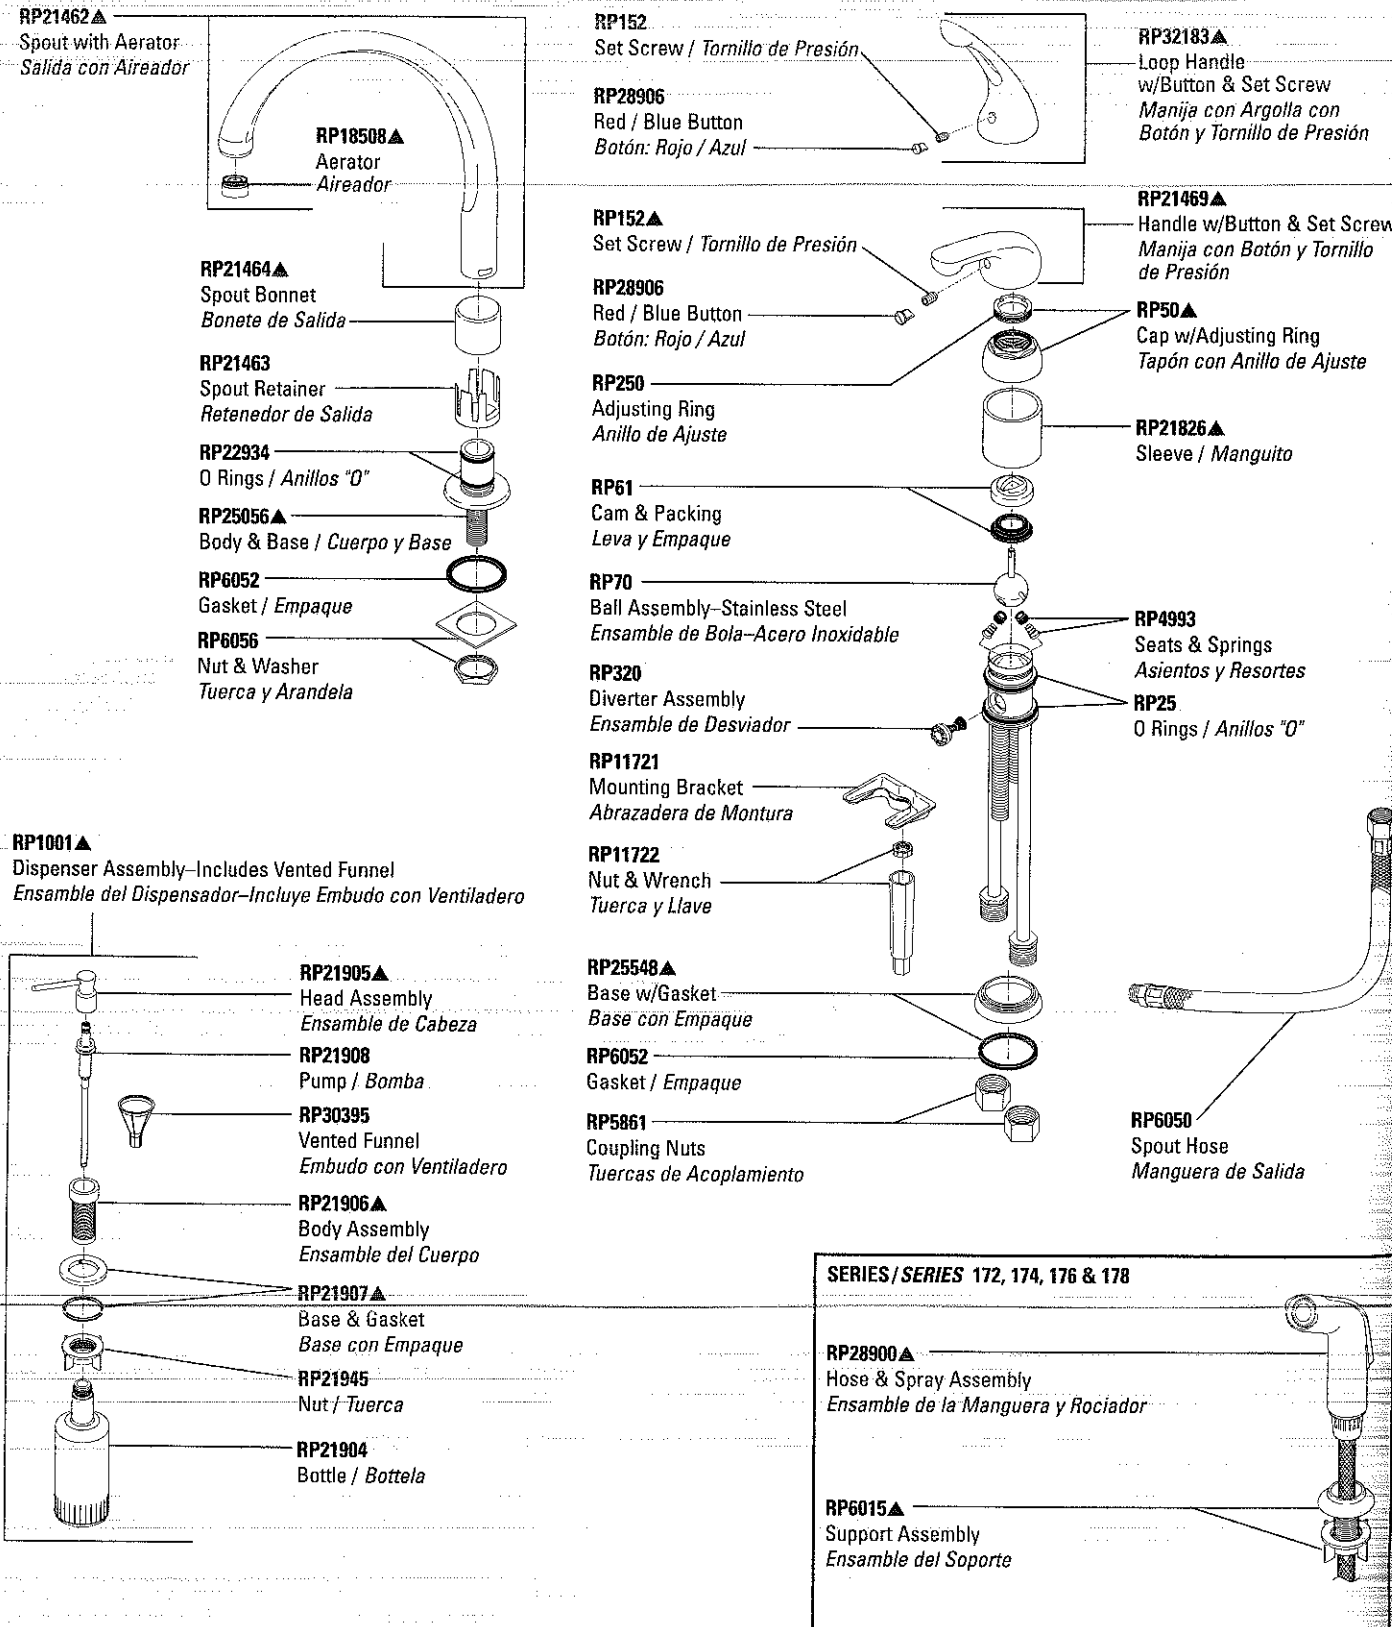 RP21462▲
Spout with Aerator
Salida con Aireador
RP18508▲
Aerator
Aireador
RP21464▲
Spout Bonnet
Bonete de Salida
RP21463
Spout Retainer
Retenedor de Salida
RP22934
O Rings / Anillos "O"
RP25056▲
Body & Base / Cuerpo y Base
RP6052
Gasket / Empaque
RP6056
Nut & Washer
Tuerca y Arandela
RP152
Set Screw / Tornillo de Presión
RP28906
Red / Blue Button
Botón: Rojo / Azul
RP32183▲
Loop Handle
w/Button & Set Screw
Manija con Argolla con
Botón y Tornillo de Presión
RP152▲
Set Screw / Tornillo de Presión
RP28906
Red / Blue Button
Botón: Rojo / Azul
RP250
Adjusting Ring
Anillo de Ajuste
RP61
Cam & Packing
Leva y Empaque
RP70
Ball Assembly–Stainless Steel
Ensamble de Bola–Acero Inoxidable
RP320
Diverter Assembly
Ensamble de Desviador
RP11721
Mounting Bracket
Abrazadera de Montura
RP11722
Nut & Wrench
Tuerca y Llave
RP25548▲
Base w/Gasket
Base con Empaque
RP6052
Gasket / Empaque
RP5861
Coupling Nuts
Tuercas de Acoplamiento
RP21469▲
Handle w/Button & Set Screw
Manija con Botón y Tornillo
de Presión
RP50▲
Cap w/Adjusting Ring
Tapón con Anillo de Ajuste
RP21826▲
Sleeve / Manguito
RP4993
Seats & Springs
Asientos y Resortes
RP25
O Rings / Anillos "O"
RP6050
Spout Hose
Manguera de Salida
RP1001▲
Dispenser Assembly–Includes Vented Funnel
Ensamble del Dispensador–Incluye Embudo con Ventiladero
RP21905▲
Head Assembly
Ensamble de Cabeza
RP21908
Pump / Bomba
RP30395
Vented Funnel
Embudo con Ventiladero
RP21906▲
Body Assembly
Ensamble del Cuerpo
RP21907▲
Base & Gasket
Base con Empaque
RP21945
Nut / Tuerca
RP21904
Bottle / Bottela
SERIES/SERIES 172, 174, 176 & 178
RP28900▲
Hose & Spray Assembly
Ensamble de la Manguera y Rociador
RP6015▲
Support Assembly
Ensamble del Soporte